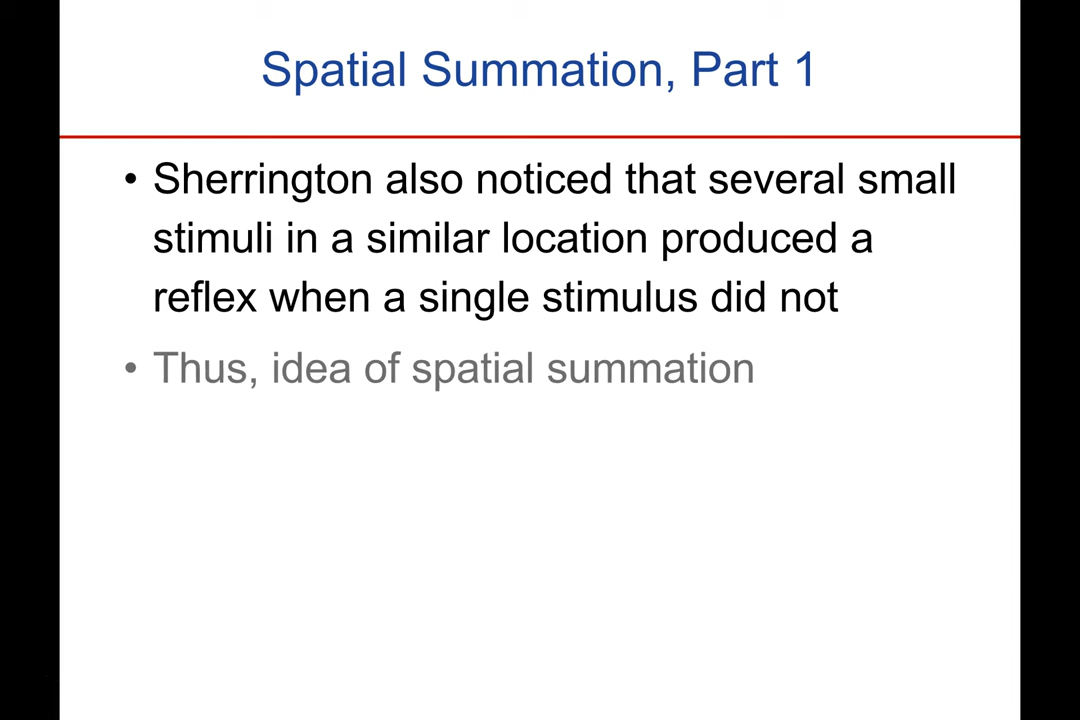 Spatial Summation, Part 1
• Sherrington also noticed that several small
stimuli in a similar location produced a
reflex when a single stimulus did not
• Thus, idea of spatial summation